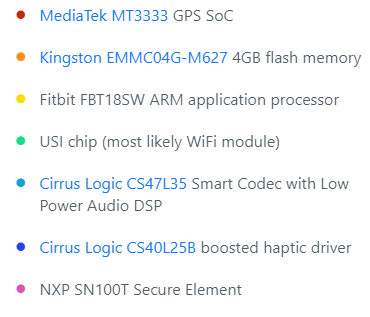 MediaTek MT3333 GPS SoC
Kingston EMMC04G-M627 4GB flash memory
Fitbit FBT18SW ARM application processor
USI chip (most likely WiFi module)
Cirrus Logic CS47L35 Smart Codec with Low
Power Audio DSP
Cirrus Logic CS40L25B boosted haptic driver
NXP SN100T Secure Element